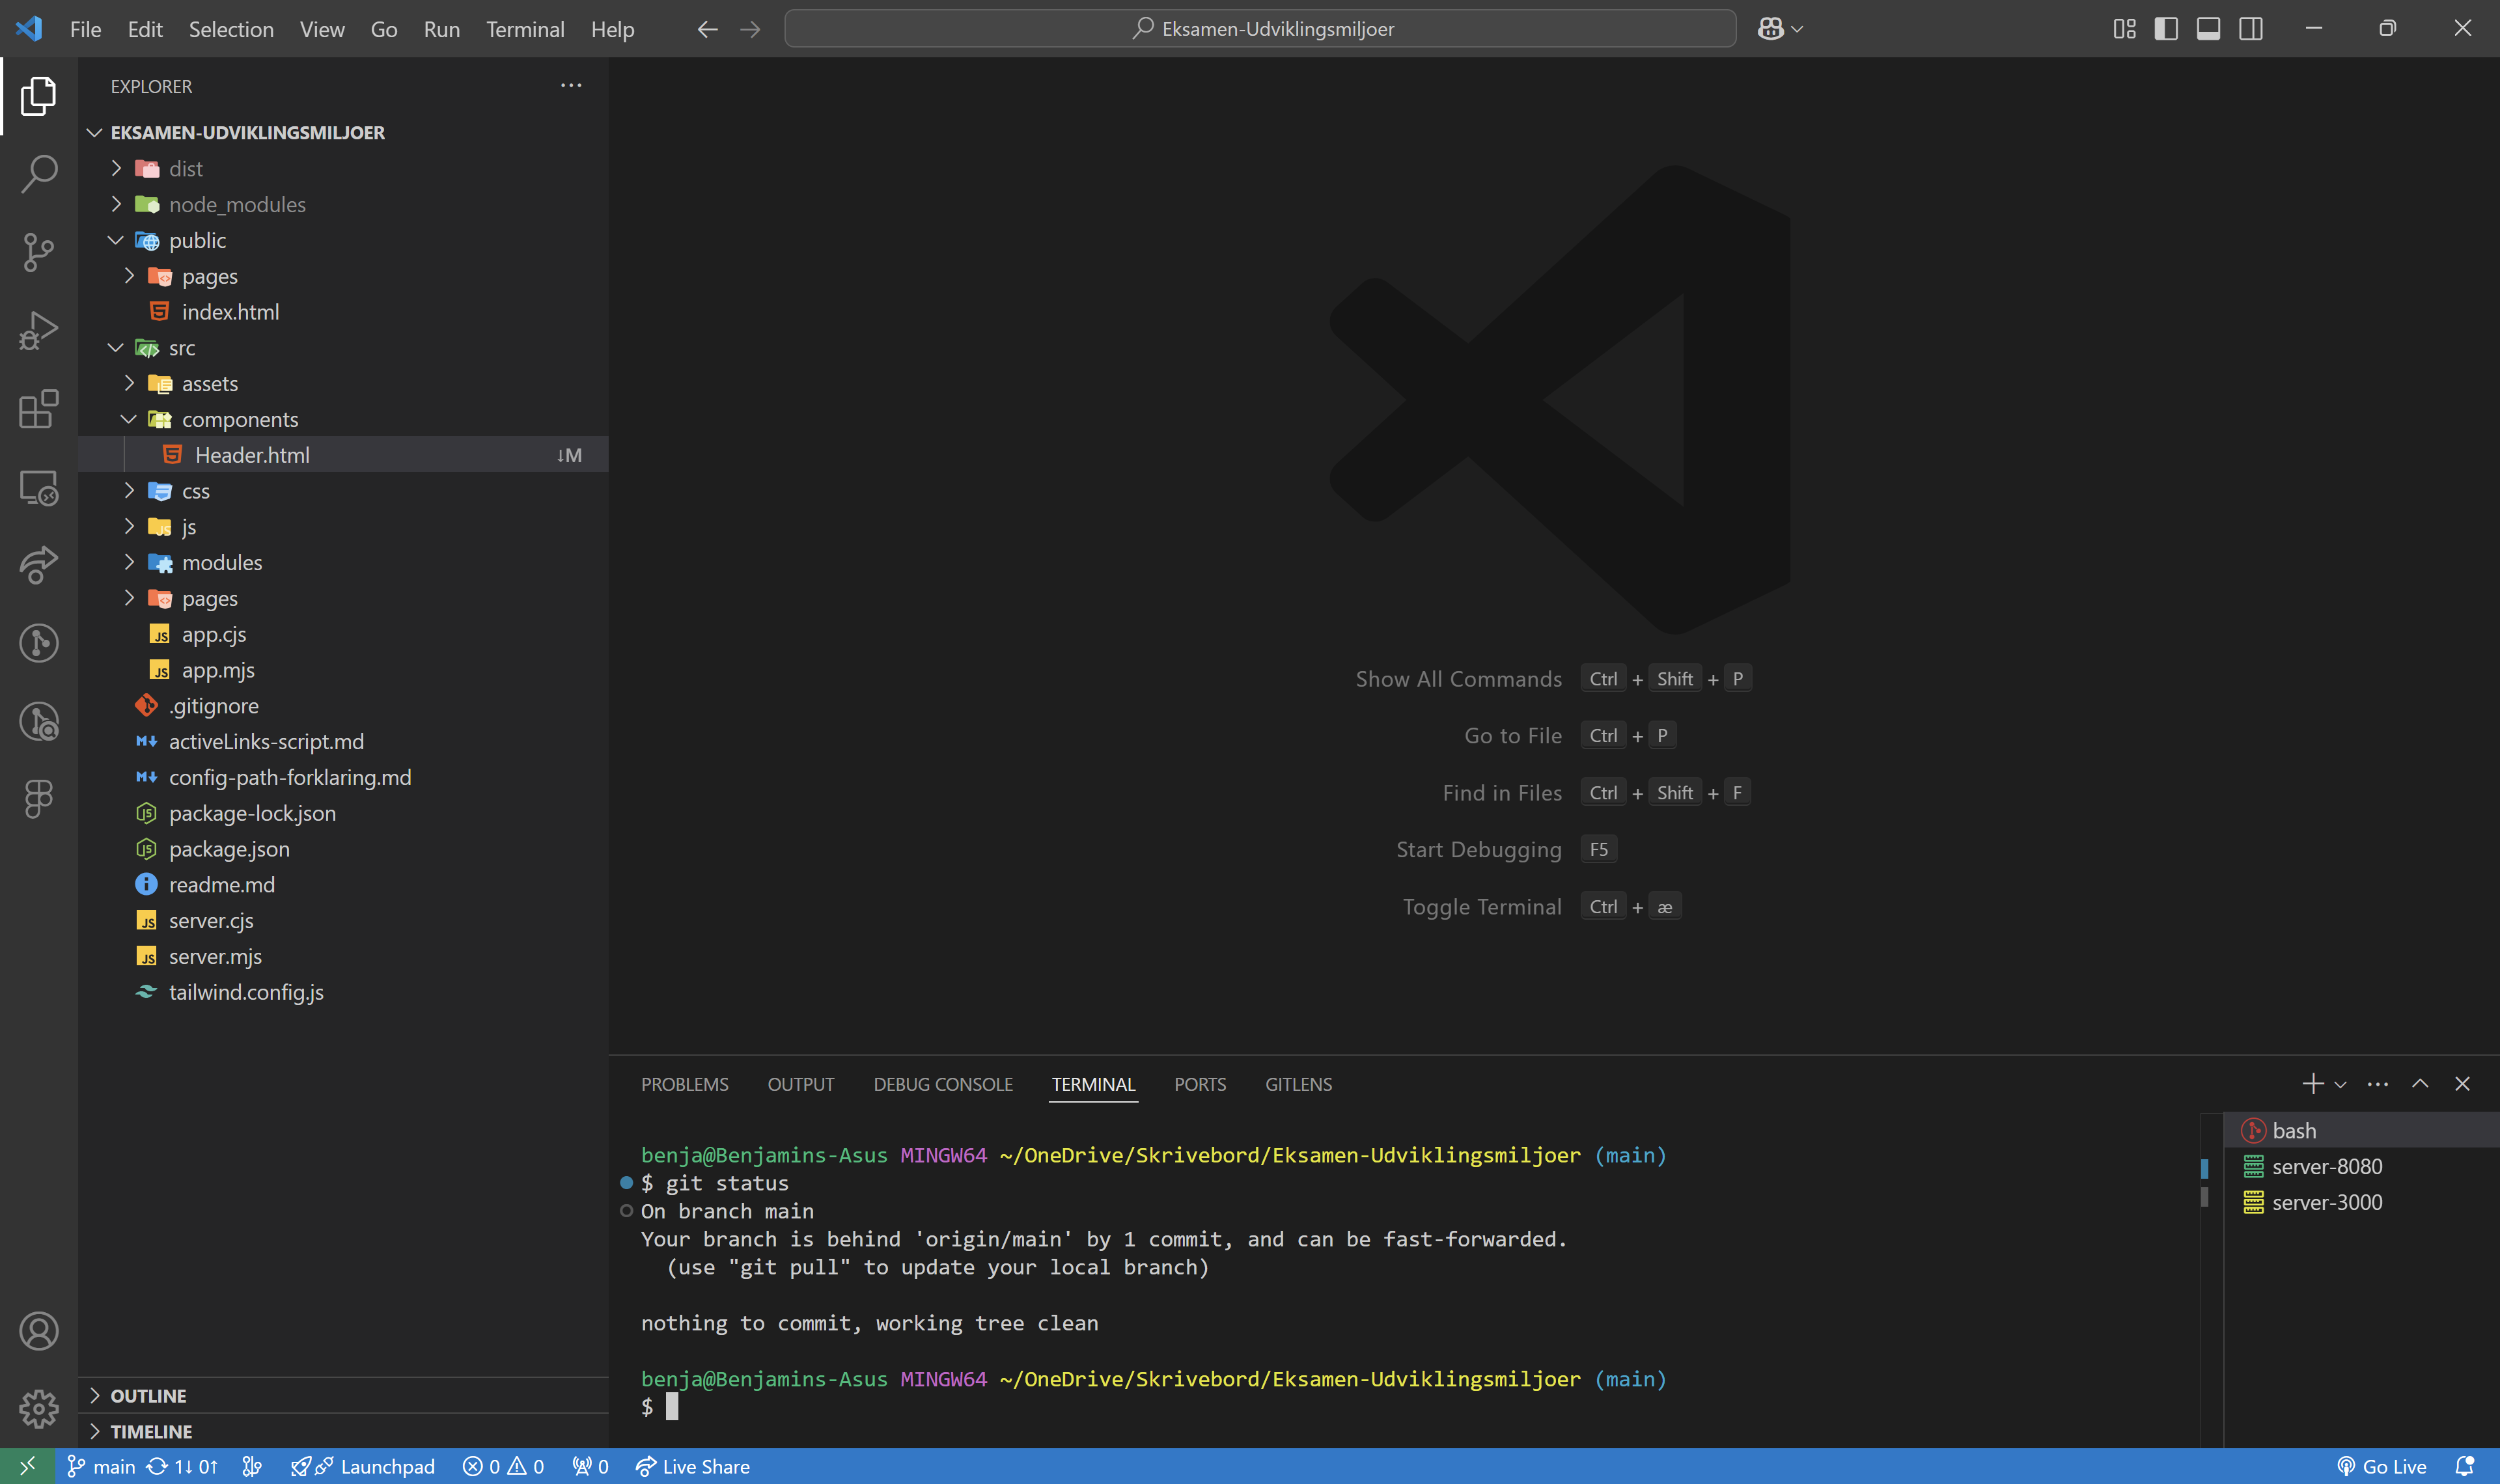 File Edit Selection View Go Run Terminal Help
Eksamen-Udviklingsmiljoer
EXPLORER
EKSAMEN-UDVIKLINGSMILJOER
dist
node_modules
public
pages
index.html
src
assets
components
Header.html ↓M
css
js
modules
pages
app.cjs
app.mjs
.gitignore
activeLinks-script.md
config-path-forklaring.md
package-lock.json
package.json
readme.md
server.cjs
server.mjs
tailwind.config.js
OUTLINE
TIMELINE
Show All Commands Ctrl + Shift + P
Go to File Ctrl + P
Find in Files Ctrl + Shift + F
Start Debugging F5
Toggle Terminal Ctrl + æ
PROBLEMS OUTPUT DEBUG CONSOLE TERMINAL PORTS GITLENS
benja@Benjamins-Asus MINGW64 ~/OneDrive/Skrivebord/Eksamen-Udviklingsmiljoer (main)
$ git status
On branch main
Your branch is behind 'origin/main' by 1 commit, and can be fast-forwarded.
(use "git pull" to update your local branch)
nothing to commit, working tree clean
benja@Benjamins-Asus MINGW64 ~/OneDrive/Skrivebord/Eksamen-Udviklingsmiljoer (main)
$
bash
server-8080
server-3000
main 1↓ 0↑ Launchpad 0 0 0 Live Share Go Live